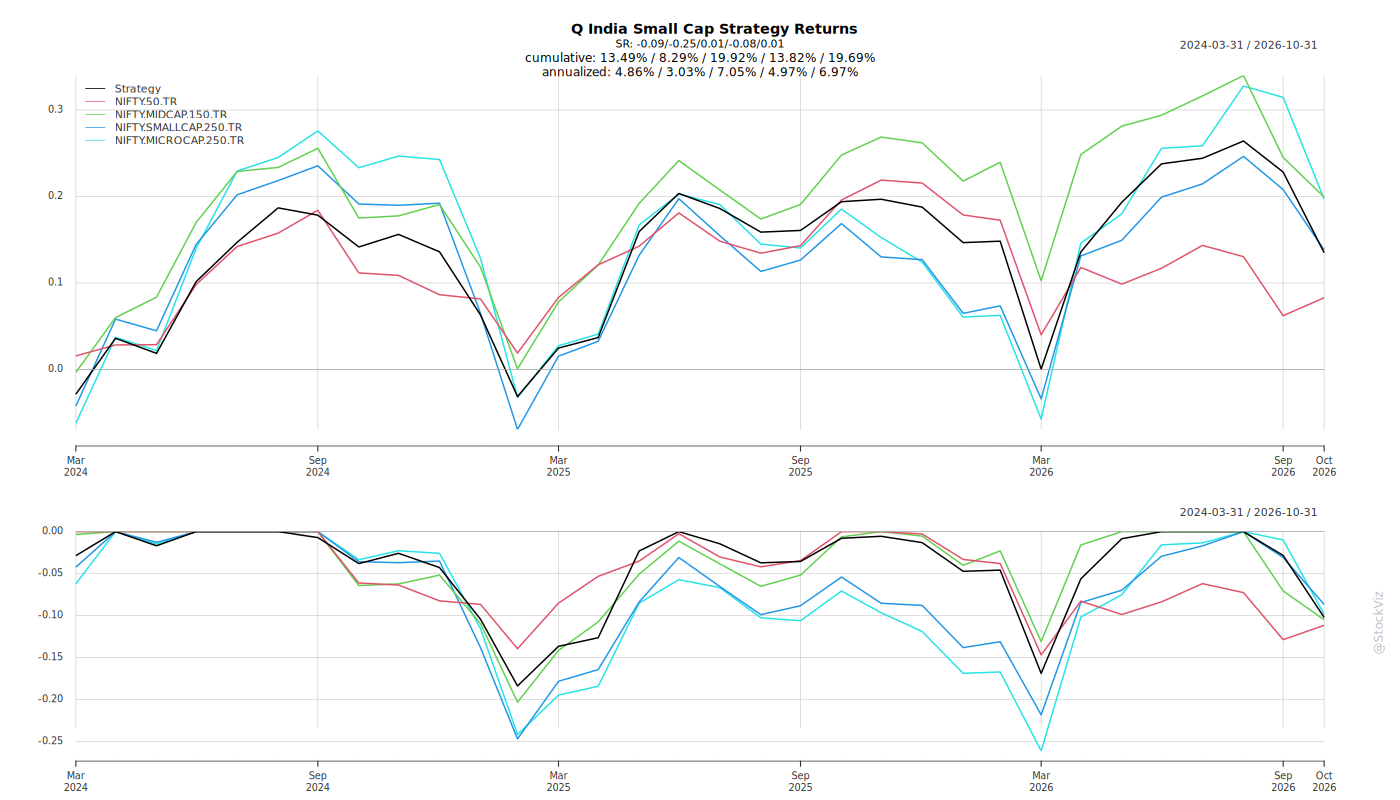 Q India Small Cap Strategy Returns
SR: -0.09/-0.25/0.01/-0.08/0.01
2024-03-31 / 2026-10-31
cumulative: 13.49% / 8.29% / 19.92% / 13.82% / 19.69%
annualized: 4.86% / 3.03% / 7.05% / 4.97% / 6.97%
Strategy
NIFTY.50.TR
NIFTY.MIDCAP.150.TR
NIFTY.SMALLCAP.250.TR
NIFTY.MICROCAP.250.TR
0.3
0.2
0.1
0.0
Mar Sep Mar Sep Mar Sep Oct
2024 2024 2025 2025 2026 2026 2026
2024-03-31 / 2026-10-31
0.00
-0.05
-0.10
-0.15
-0.20
-0.25
Mar Sep Mar Sep Mar Sep Oct
2024 2024 2025 2025 2026 2026 2026
@StockViz